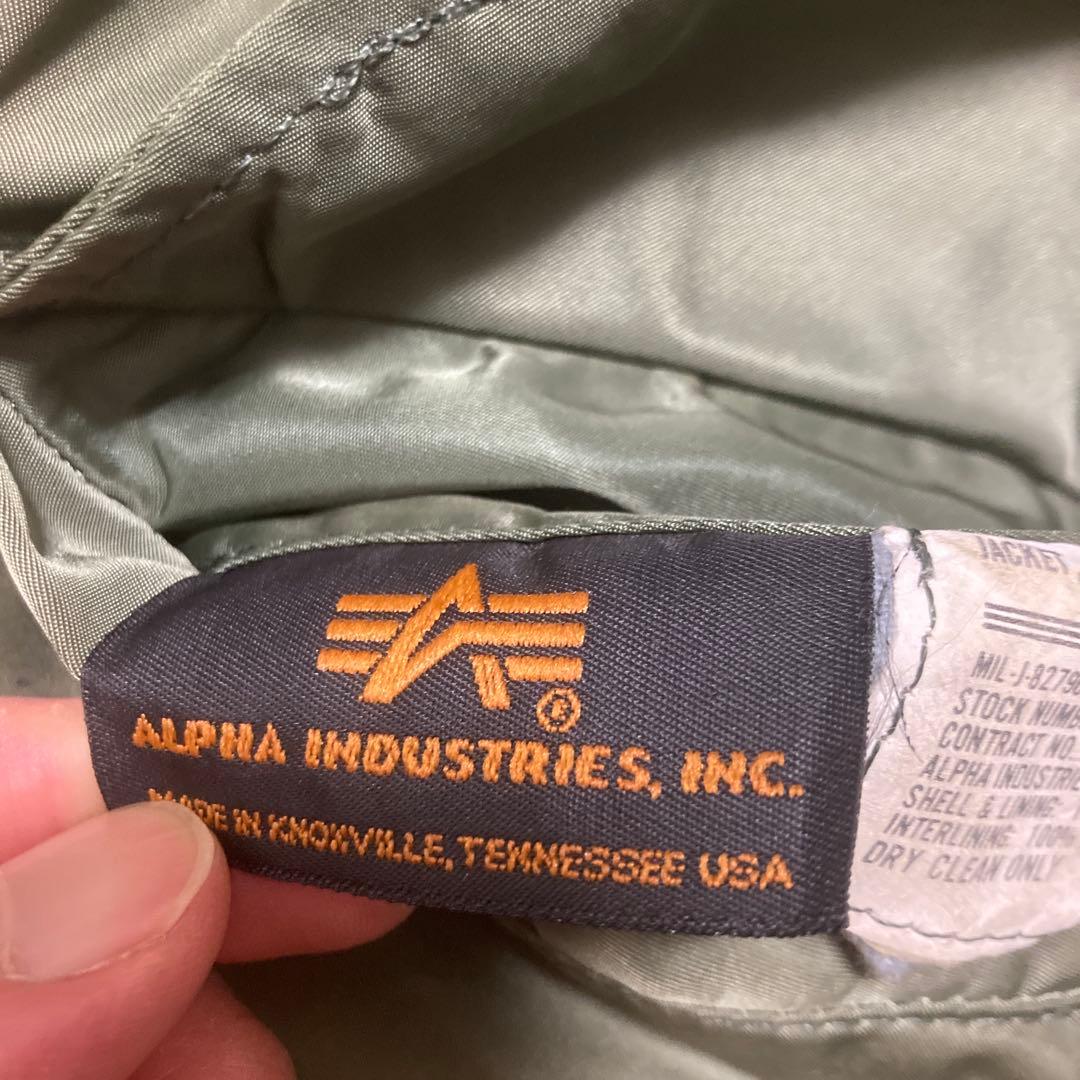 ®
ALPHA INDUSTRIES, INC.
MADE IN KNOXVILLE, TENNESSEE USA
JACKET
MIL-J-8279
STOCK NUMB
CONTRACT NO.
ALPHA INDUSTRIE
SHELL & LINING:
INTERLINING: 100%
DRY CLEAN ONLY